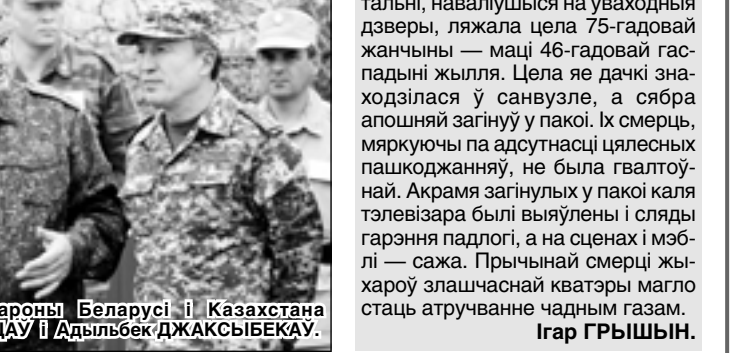 ароны Беларусі і Казахстана
ДАЎ і Адыльбек ДЖАКСЫБЕКАЎ.
тальні, наваліўшыся на уваходныя
дзверы, ляжала цела 75-гадовай
жанчыны — маці 46-гадовай гас-
падыні жылля. Цела яе дачкі зна-
ходзілася ў санвузле, а сябра
апошняй загінуў у пакоі. Іх смерць,
мяркуючы па адсутнасці цялесных
пашкоджанняў, не была гвалтоў-
най. Акрамя загінулых у пакоі каля
тэлевізара былі выяўлены і сляды
гарэння падлогі, а на сценах і мэб-
лі — сажа. Прычынай смерці жы-
хароў злашчаснай кватэры магло
стаць атручванне чадным газам.
Ігар ГРЫШЫН.